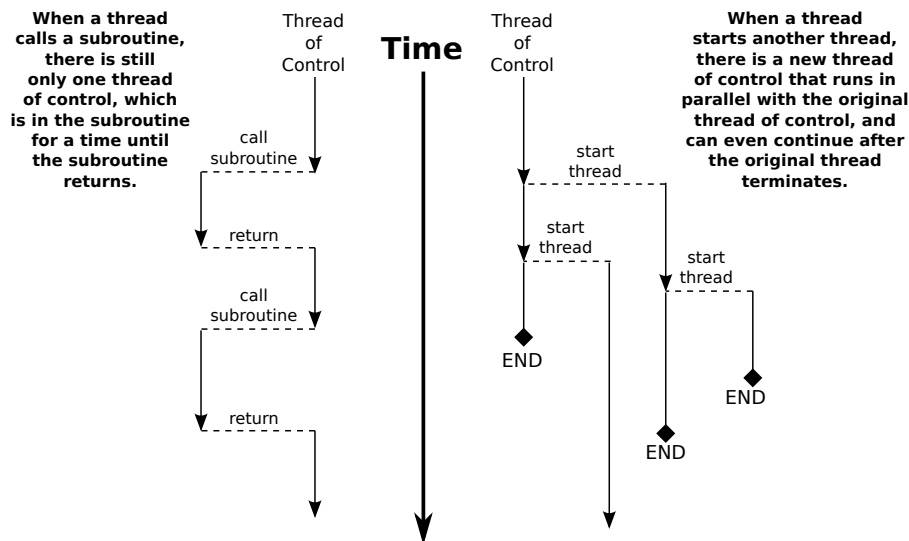 When a thread
calls a subroutine,
there is still
only one thread
of control, which
is in the subroutine
for a time until
the subroutine
returns.
Thread
of
Control
call
subroutine
return
call
subroutine
return
Time
Thread
of
Control
start
thread
start
thread
start
thread
END
END
END
When a thread
starts another thread,
there is a new thread
of control that runs in
parallel with the original
thread of control, and
can even continue after
the original thread
terminates.